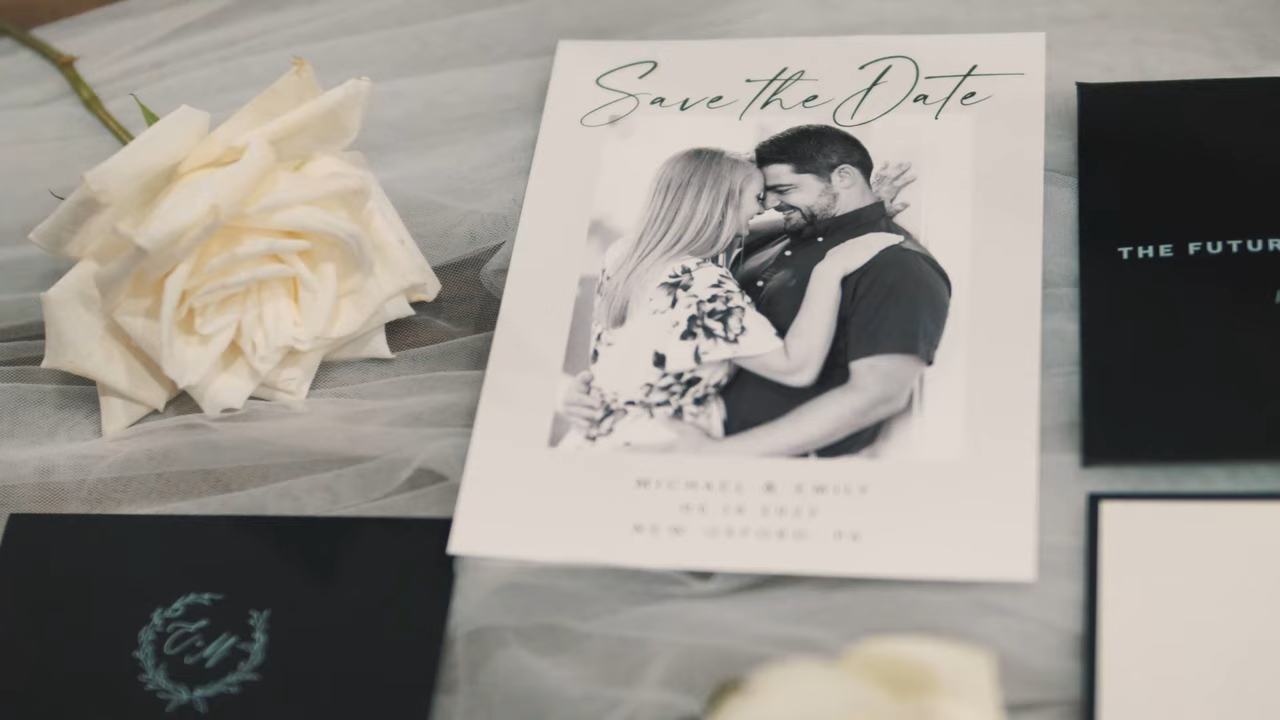 Save the Date
MICHAEL & EMILY
NEW OXFORD, PA
THE FUTUR